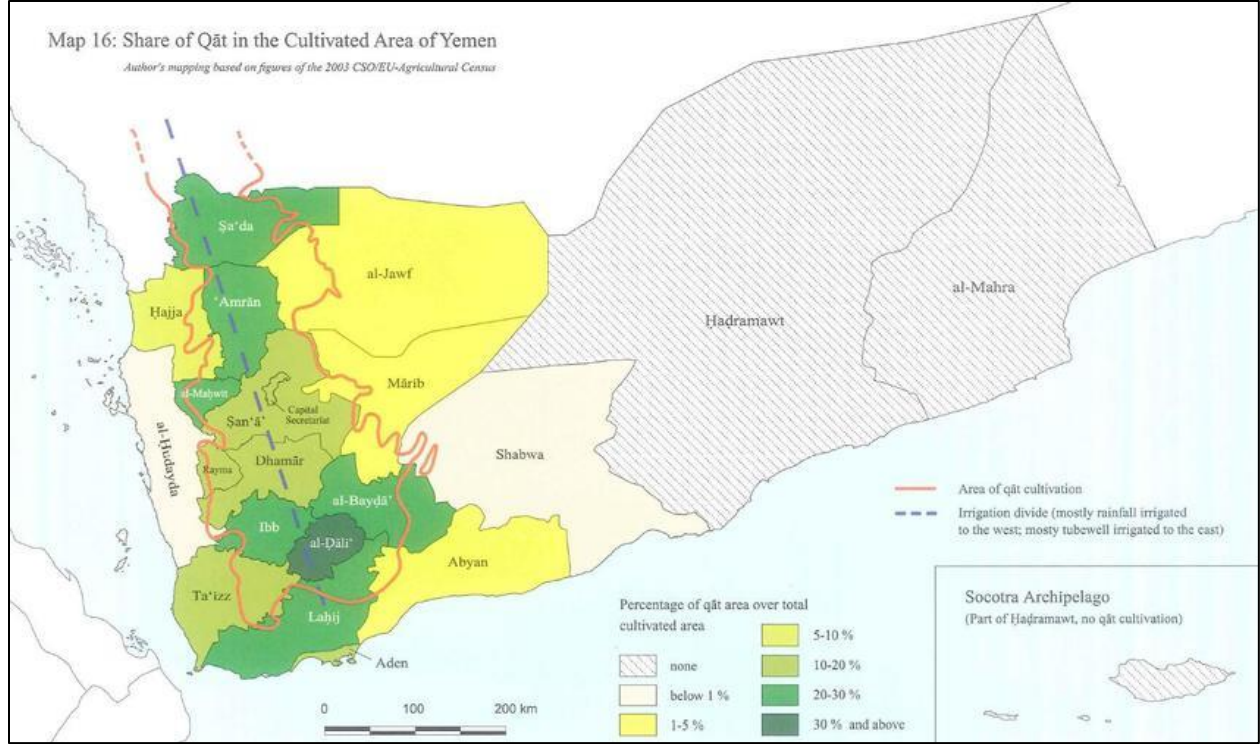 Map 16: Share of Qāt in the Cultivated Area of Yemen
Author's mapping based on figures of the 2003 CSO/EU-Agricultural Census
Ṣa‘da
al-Jawf
‘Amrān
Ḥajja
al-Mahra
Ḥaḍramawt
Mārib
al-Maḥwīt
Capital
Secretariat
Ṣan‘ā’
al-Ḥudayda
Rayma
Dhamār
Shabwa
al-Bayḍā’
Ibb
al-Ḍāli‘
Abyan
Ta‘izz
Laḥij
Aden
Area of qāt cultivation
Irrigation divide (mostly rainfall irrigated
to the west; mosty tubewell irrigated to the east)
Percentage of qāt area over total
cultivated area
none
below 1 %
1-5 %
5-10 %
10-20 %
20-30 %
30 % and above
0 100 200 km
Socotra Archipelago
(Part of Ḥaḍramawt, no qāt cultivation)